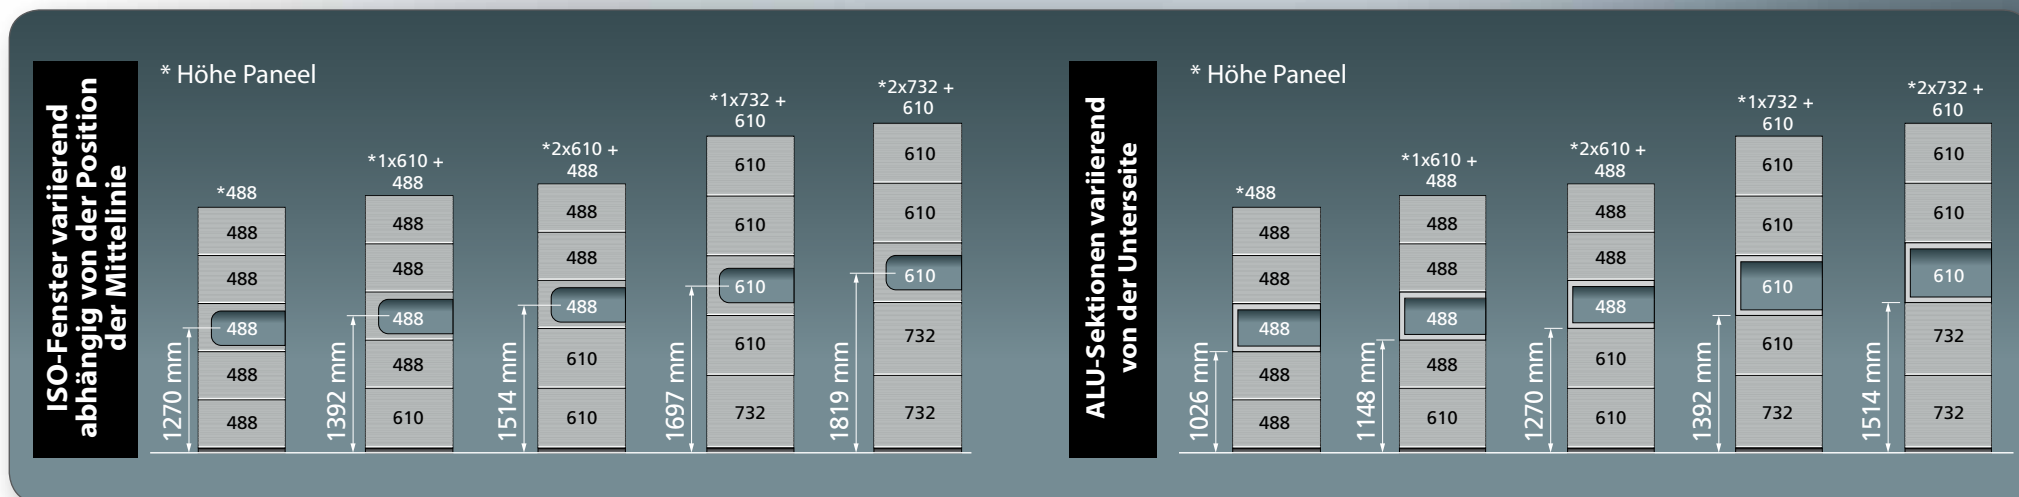 ISO-Fenster variierend
abhängig von der Position
der Mittelinie
* Höhe Paneel
*488
488
488
488
488
488
1270 mm
*1x610 +
488
488
488
488
488
610
1392 mm
*2x610 +
488
488
488
488
610
610
1514 mm
*1x732 +
610
610
610
610
610
732
1697 mm
*2x732 +
610
610
610
610
732
732
1819 mm
ALU-Sektionen variierend
von der Unterseite
* Höhe Paneel
*488
488
488
488
488
488
1026 mm
*1x610 +
488
488
488
488
488
610
1148 mm
*2x610 +
488
488
488
488
610
610
1270 mm
*1x732 +
610
610
610
610
610
732
1392 mm
*2x732 +
610
610
610
610
732
732
1514 mm